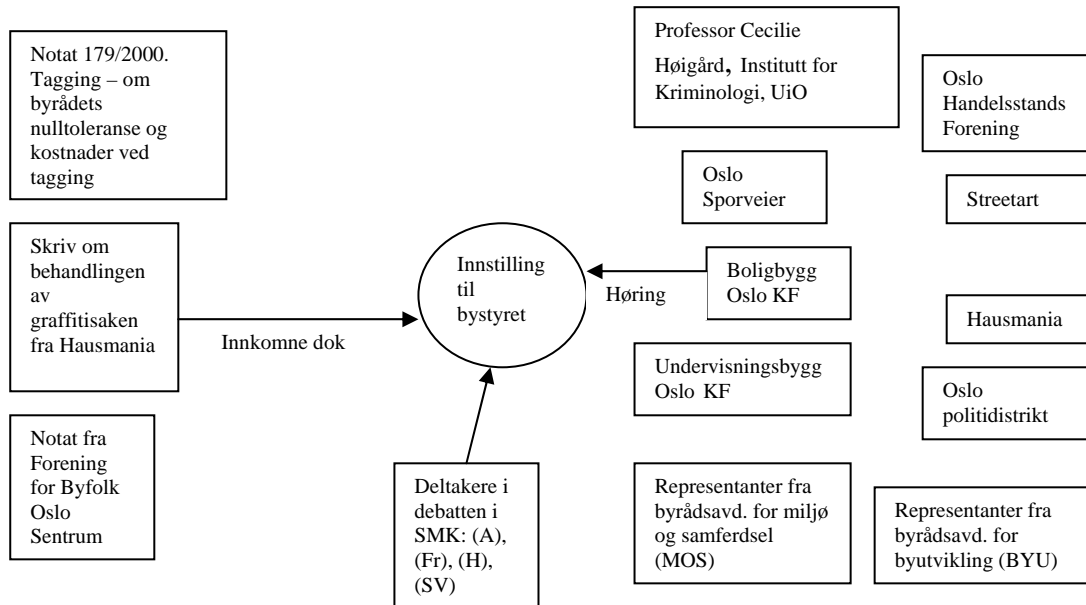 Notat 179/2000.
Tagging – om
byrådets
nulltoleranse og
kostnader ved
tagging
Skriv om
behandlingen
av
graffitisaken
fra Hausmania
Notat fra
Forening
for Byfolk
Oslo
Sentrum
Innkomne dok
Innstilling
til
bystyret
Deltakere i
debatten i
SMK: (A),
(Fr), (H),
(SV)
Høring
Professor Cecilie
Høigård, Institutt for
Kriminologi, UiO
Oslo
Handelsstands
Forening
Oslo
Sporveier
Streetart
Boligbygg
Oslo KF
Hausmania
Undervisningsbygg
Oslo KF
Oslo
politidistrikt
Representanter fra
byrådsavd. for miljø
og samferdsel
(MOS)
Representanter fra
byrådsavd. for
byutvikling (BYU)